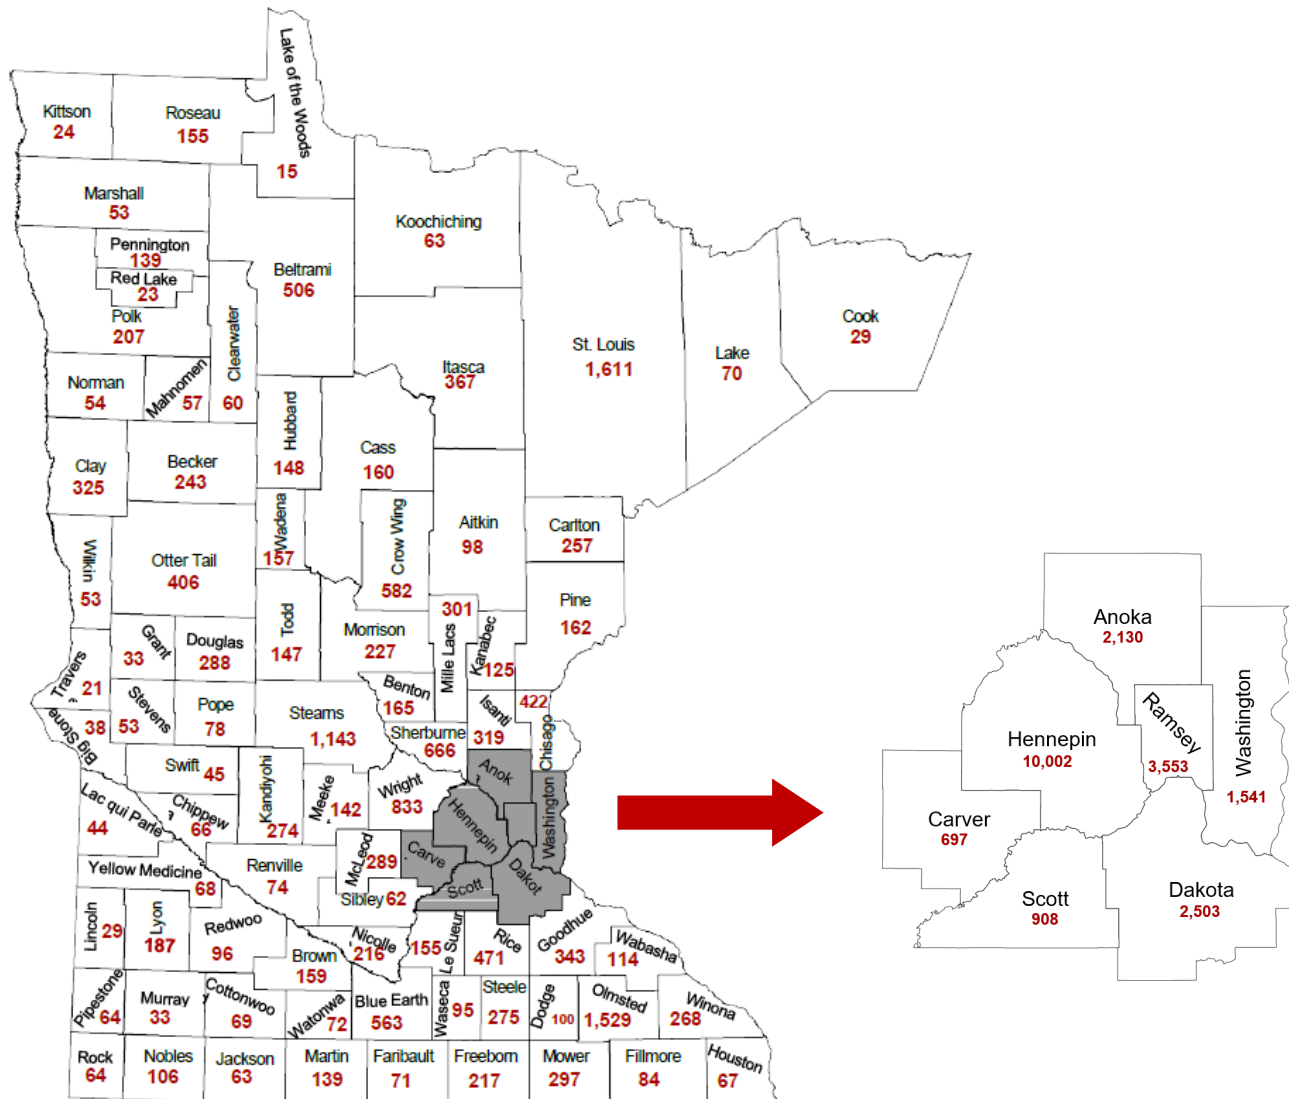 Lake of the Woods
15
Kittson
24
Roseau
155
Marshall
53
Koochiching
63
Pennington
139
Red Lake
23
Polk
207
Beltrami
506
Clearwater
60
Cook
29
St. Louis
1,611
Lake
70
Itasca
367
Norman
54
Mahnomen
57
Hubbard
148
Cass
160
Clay
325
Becker
243
Wadena
157
Crow Wing
582
Aitkin
98
Carlton
257
Wilkin
53
Otter Tail
406
Pine
162
Todd
147
Morrison
227
301
Mille Lacs
Kanabec
125
Grant
33
Douglas
288
Travers
21
Stevens
53
Pope
78
Stearns
1,143
Benton
165
Isanti
319
422
Chisago
Big Stone
38
Sherburne
666
Swift 45
Kandiyohi
274
Meeke
142
Wright
833
Anok
Hennepin
Washington
Lac qui Parle
44
Chippew
66
McLeod
289
Carve
Dakot
Scott
Yellow Medicine
68
Renville
74
Sibley 62
Lincoln
29
Lyon
187
Redwoo
96
Brown
159
Nicolle
216
155
Le Sueur
Rice
471
Goodhue
343
Wabasha
114
Pipestone
64
Murray
33
Cottonwoo
69
Watonwa
72
Blue Earth
563
Waseca
95
Steele
275
Dodge
100
Olmsted
1,529
Winona
268
Rock
64
Nobles
106
Jackson
63
Martin
139
Faribault
71
Freeborn
217
Mower
297
Fillmore
84
Houston
67
Anoka
2,130
Hennepin
10,002
Ramsey
3,553
Washington
1,541
Carver
697
Scott
908
Dakota
2,503